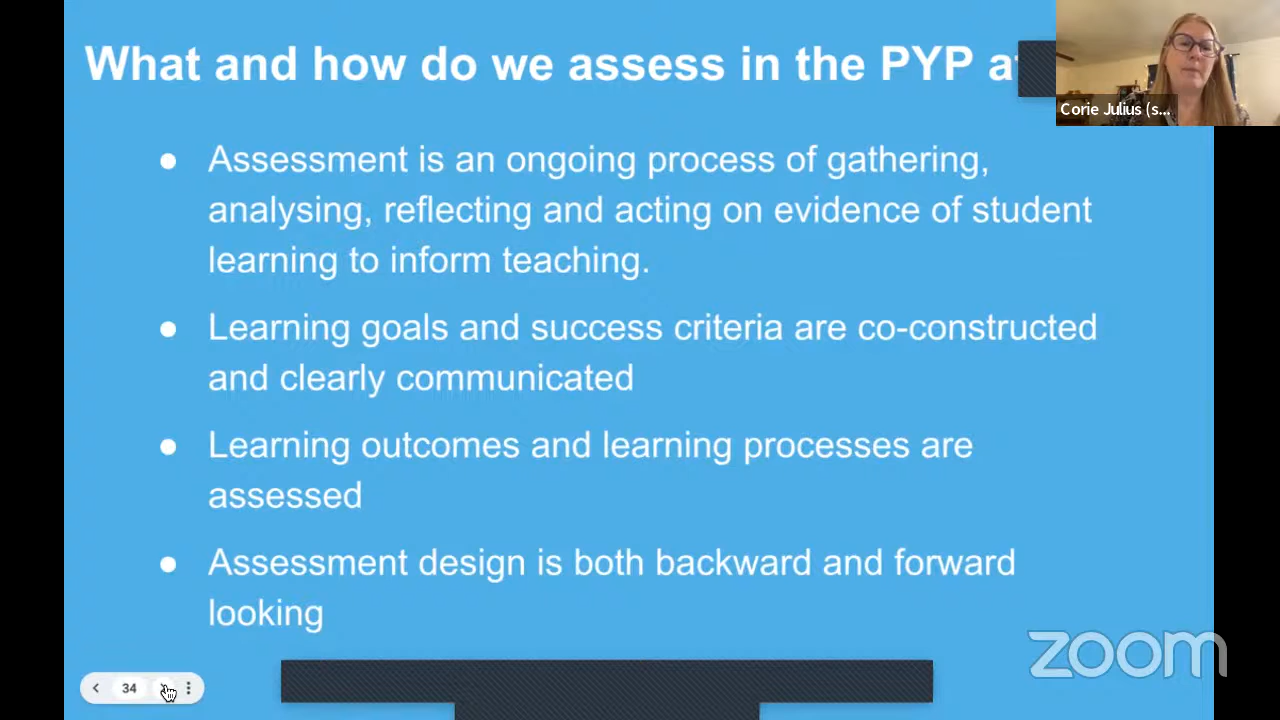 What and how do we assess in the PYP
Corie Julius (s...
● Assessment is an ongoing process of gathering,
analysing, reflecting and acting on evidence of student
learning to inform teaching.
● Learning goals and success criteria are co-constructed
and clearly communicated
● Learning outcomes and learning processes are
assessed
● Assessment design is both backward and forward
looking
zoom
34